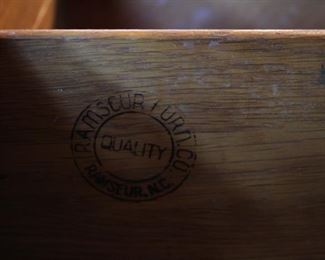 RAMSEUR FURN. CO.
QUALITY
RAMSEUR, N.C.